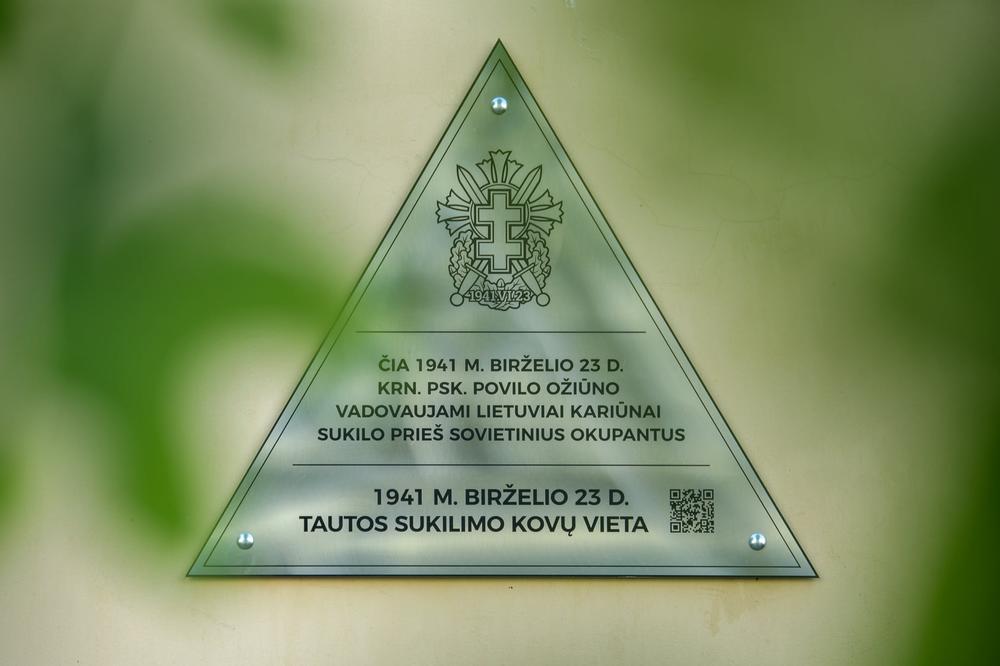 1941.VI.23
ČIA 1941 M. BIRŽELIO 23 D.
KRN. PSK. POVILO OŽIŪNO
VADOVAUJAMI LIETUVIAI KARIŪNAI
SUKILO PRIEŠ SOVIETINIUS OKUPANTUS
1941 M. BIRŽELIO 23 D.
TAUTOS SUKILIMO KOVŲ VIETA